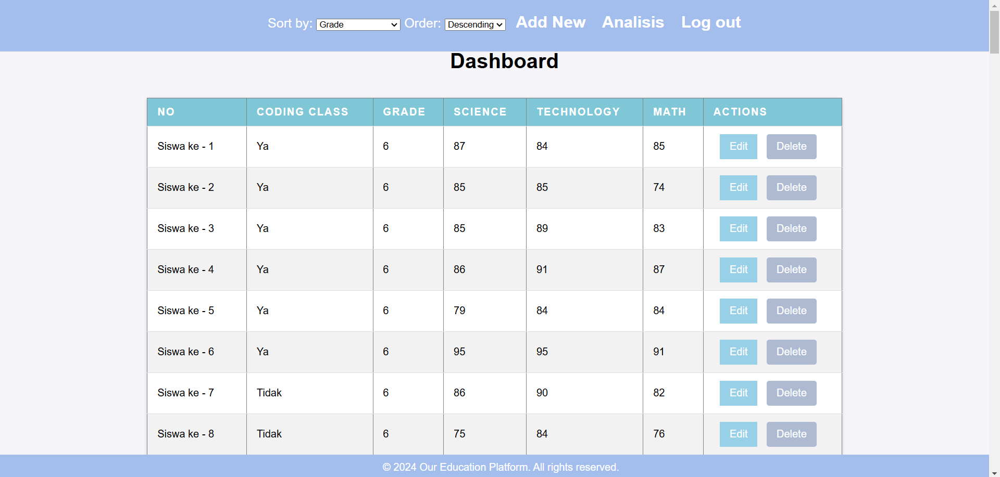 Sort by: Grade Order: Descending Add New Analisis Log out
Dashboard
NO CODING CLASS GRADE SCIENCE TECHNOLOGY MATH ACTIONS
Siswa ke - 1 Ya 6 87 84 85 Edit Delete
Siswa ke - 2 Ya 6 85 85 74 Edit Delete
Siswa ke - 3 Ya 6 85 89 83 Edit Delete
Siswa ke - 4 Ya 6 86 91 87 Edit Delete
Siswa ke - 5 Ya 6 79 84 84 Edit Delete
Siswa ke - 6 Ya 6 95 95 91 Edit Delete
Siswa ke - 7 Tidak 6 86 90 82 Edit Delete
Siswa ke - 8 Tidak 6 75 84 76 Edit Delete
© 2024 Our Education Platform. All rights reserved.